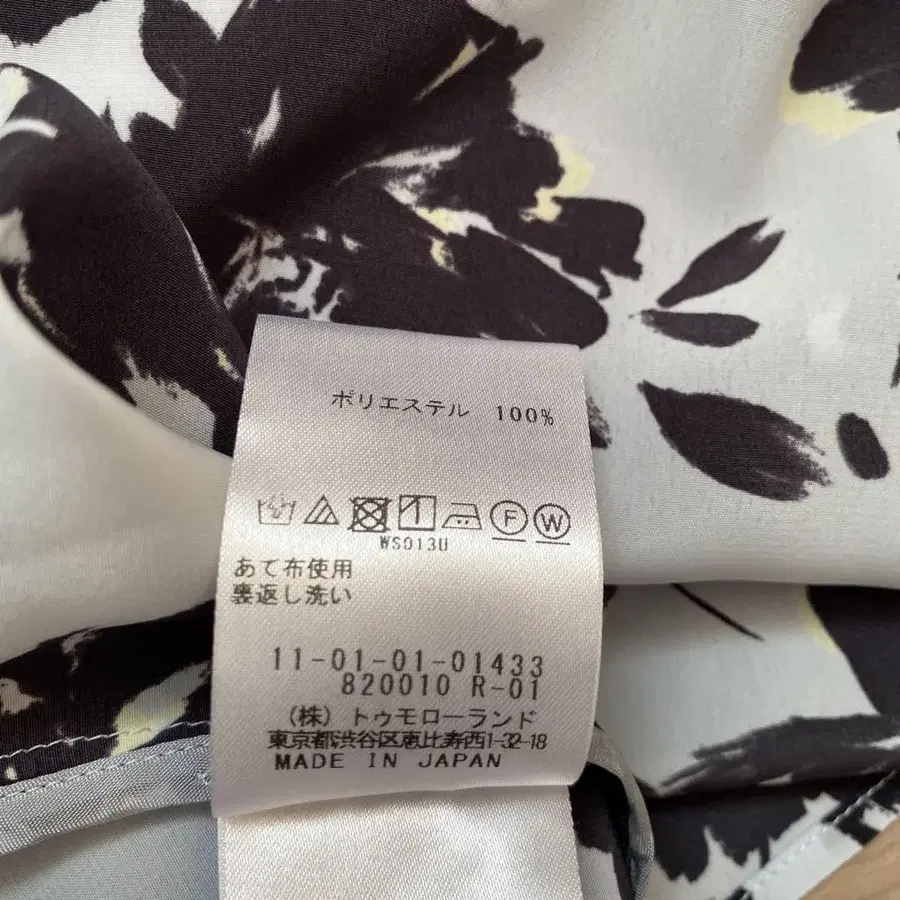 ポリエステル 100%
F W
WS013U
あて布使用
裏返し洗い
11-01-01-01433
820010 R-01
(株) トゥモローランド
東京都渋谷区恵比寿西1-32-18
MADE IN JAPAN